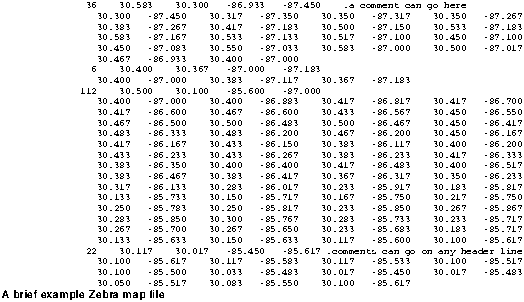 36 30.583 30.300 -86.933 -87.450 .a comment can go here
30.300 -87.450 30.317 -87.350 30.350 -87.317 30.350 -87.267
30.383 -87.267 30.417 -87.183 30.500 -87.150 30.533 -87.183
30.583 -87.167 30.533 -87.133 30.517 -87.100 30.450 -87.100
30.450 -87.083 30.550 -87.033 30.583 -87.000 30.500 -87.017
30.467 -86.933 30.400 -87.000
6 30.400 30.367 -87.000 -87.183
30.400 -87.000 30.383 -87.117 30.367 -87.183
112 30.500 30.100 -85.600 -87.000
30.400 -87.000 30.400 -86.883 30.417 -86.817 30.417 -86.700
30.417 -86.600 30.467 -86.600 30.433 -86.567 30.450 -86.550
30.467 -86.500 30.500 -86.483 30.467 -86.450 30.467 -86.417
30.483 -86.333 30.483 -86.200 30.467 -86.200 30.450 -86.167
30.417 -86.167 30.433 -86.150 30.383 -86.117 30.400 -86.200
30.433 -86.233 30.433 -86.267 30.383 -86.233 30.417 -86.333
30.383 -86.350 30.400 -86.400 30.417 -86.483 30.400 -86.517
30.383 -86.400 30.383 -86.467 30.367 -86.317 30.350 -86.233
30.317 -86.133 30.283 -86.017 30.233 -85.917 30.183 -85.817
30.133 -85.733 30.150 -85.717 30.167 -85.750 30.217 -85.833
30.250 -85.783 30.250 -85.817 30.233 -85.850 30.267 -85.867
30.283 -85.850 30.300 -85.767 30.283 -85.733 30.233 -85.717
30.267 -85.700 30.267 -85.650 30.233 -85.683 30.183 -85.717
30.133 -85.633 30.150 -85.633 30.117 -85.600 30.100 -85.617
22 30.117 30.017 -85.450 -85.617 .comments can go on any header line
30.100 -85.617 30.117 -85.583 30.117 -85.533 30.100 -85.517
30.100 -85.500 30.033 -85.483 30.017 -85.450 30.017 -85.483
30.050 -85.517 30.083 -85.550 30.100 -85.617
A brief example Zebra map file